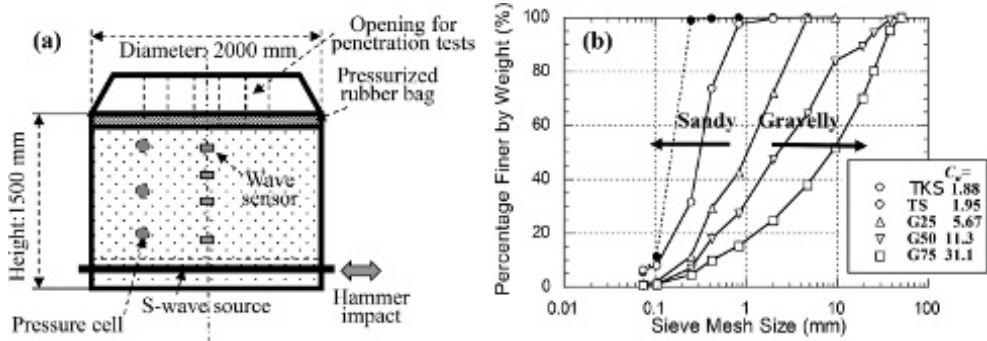 (a)
Opening for
penetration tests
Diameter: 2000 mm
Pressurized
rubber bag
Height:1500 mm
Wave
sensor
S-wave source
Pressure cell
Hammer
impact
(b)
Percentage Finer by Weight (%)
100
80
60
40
20
0
Sandy
Gravelly
Cu=
TKS 1.88
TS 1.95
G25 5.67
G50 11.3
G75 31.1
0.01
0.1
1
10
100
Sieve Mesh Size (mm)